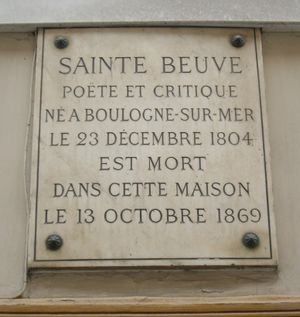 SAINTE BEUVE
POÈTE ET CRITIQUE
NÉ A BOULOGNE-SUR-MER
LE 23 DÉCEMBRE 1804
EST MORT
DANS CETTE MAISON
LE 13 OCTOBRE 1869